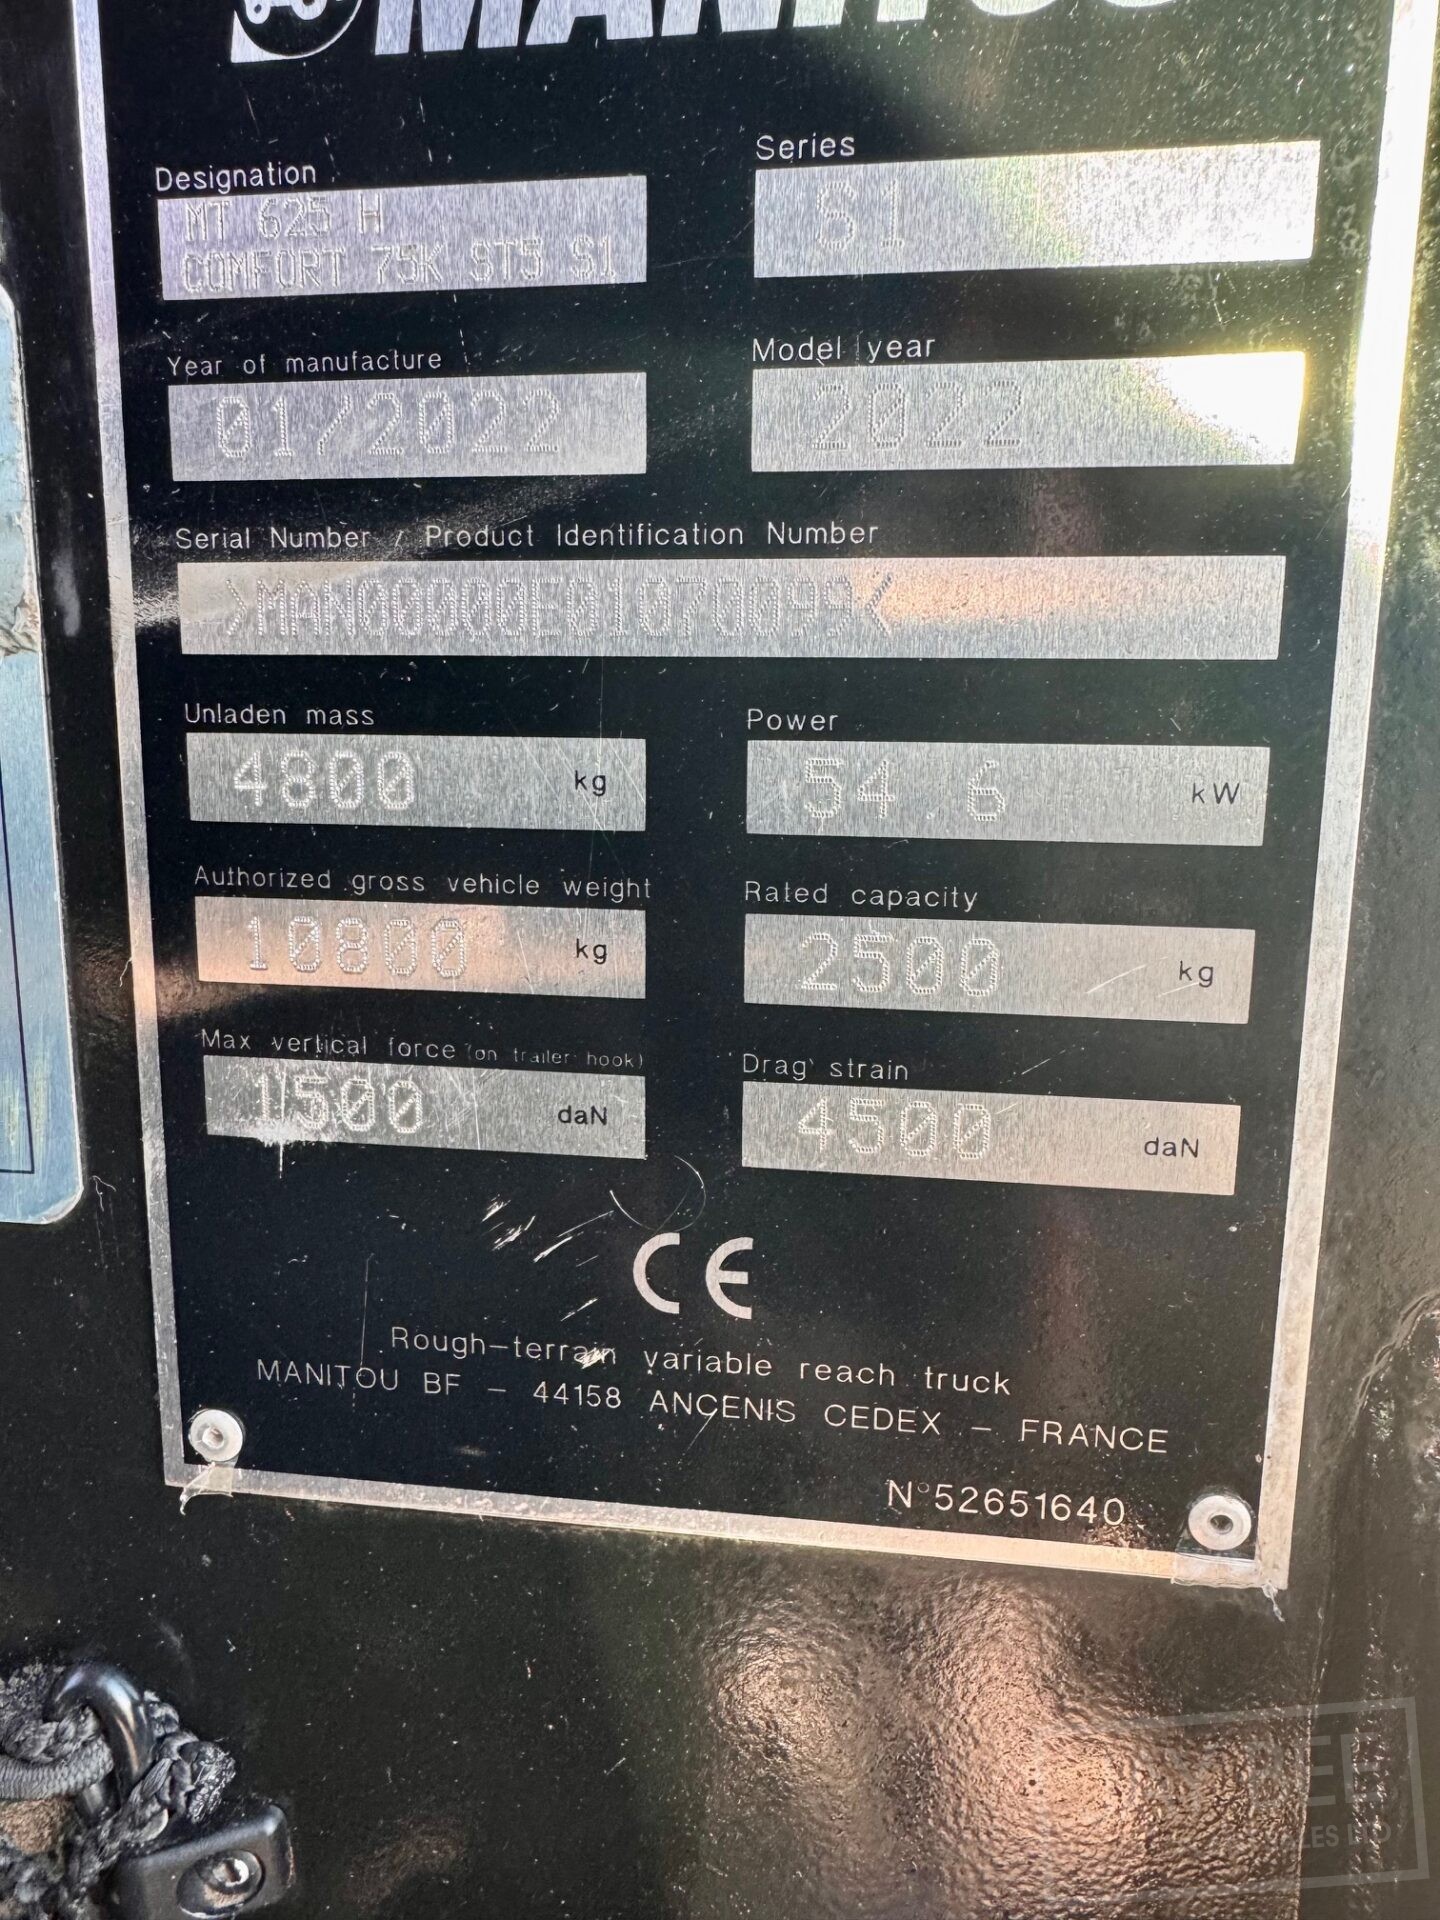 MANITOU
Designation
MT 625 H
COMFORT 75K ST5 S1
Series
S1
Year of manufacture
01/2022
Model year
2022
Serial Number / Product Identification Number
>MAN00000E01070099<
Unladen mass
4800 kg
Power
54.6 kW
Authorized gross vehicle weight
10800 kg
Rated capacity
2500 kg
Max vertical force (on trailer hook)
1500 daN
Drag strain
4500 daN
CE
Rough-terrain variable reach truck
MANITOU BF - 44158 ANCENIS CEDEX - FRANCE
N°52651640
SALES LTD